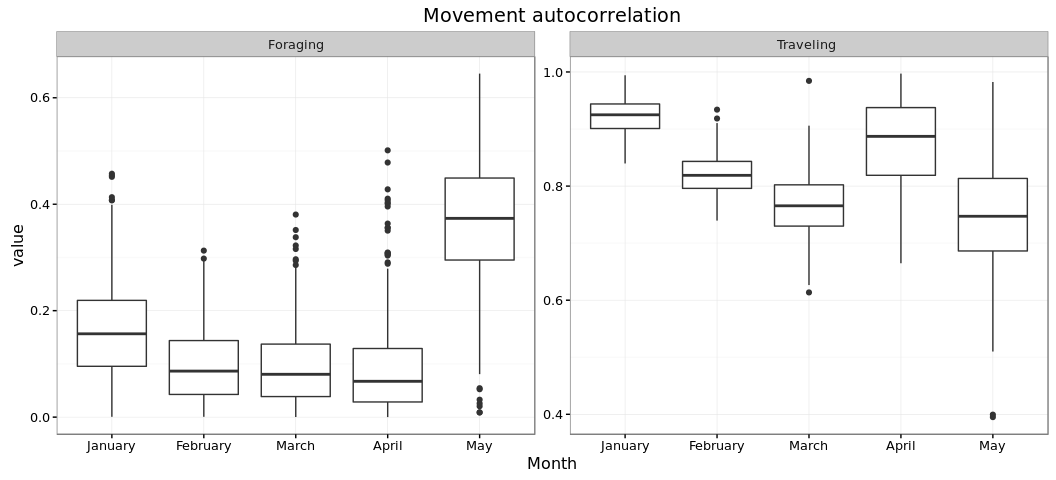 Movement autocorrelation
Foraging
Traveling
value
0.6
0.4
0.2
0.0
1.0
0.8
0.6
0.4
January February March April May
January February March April May
Month